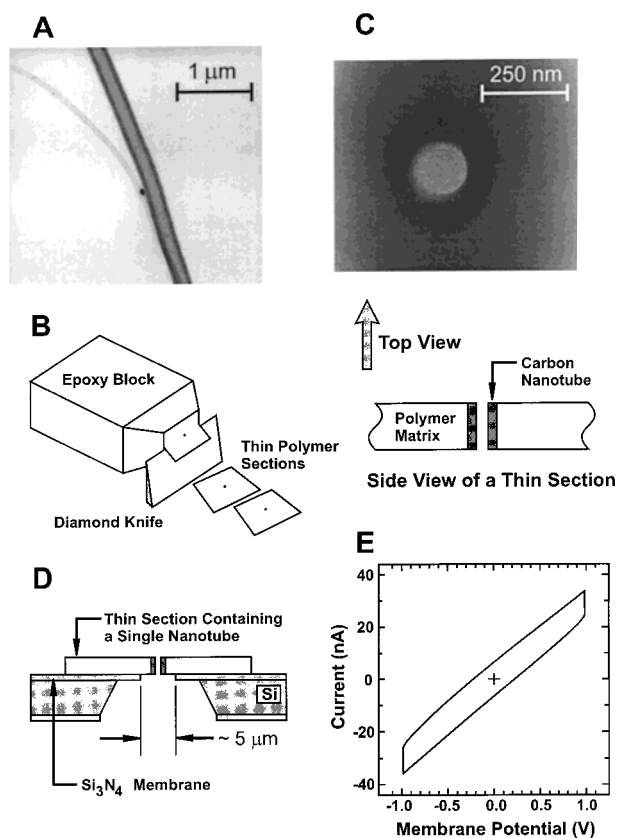 A
1 μm
C
250 nm
B
Epoxy Block
Thin Polymer
Sections
Diamond Knife
Top View
Carbon
Nanotube
Polymer
Matrix
Side View of a Thin Section
D
Thin Section Containing
a Single Nanotube
Si
~ 5 μm
Si₃N₄ Membrane
E
Current (nA)
40
20
0
-20
-40
-1.0 -0.5 0.0 0.5 1.0
Membrane Potential (V)